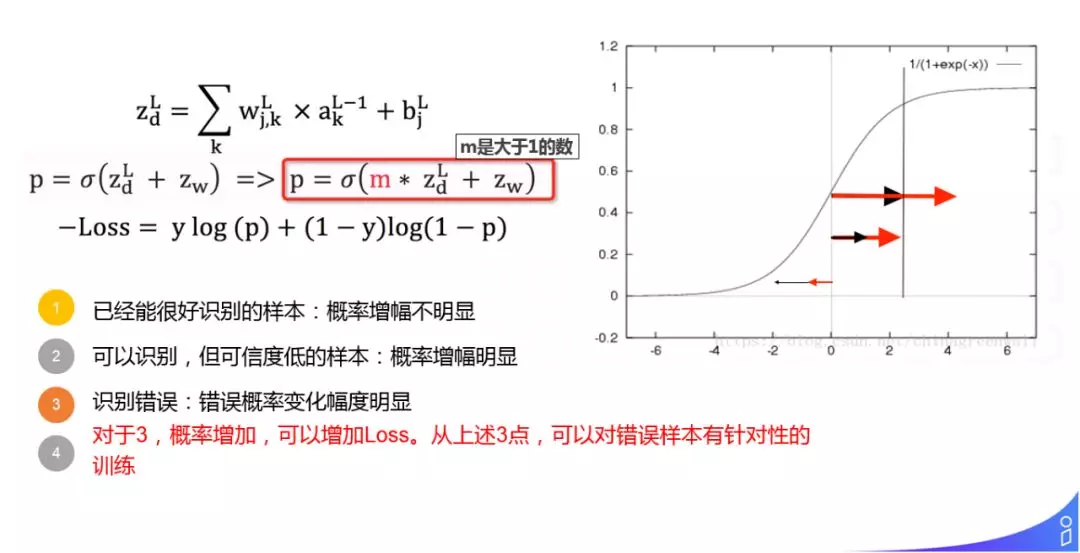 z_d^L = ∑_k w_{j,k}^L × a_k^{L−1} + b_j^L
m是大于1的数
p = σ(z_d^L + z_w) => p = σ(m * z_d^L + z_w)
−Loss = y log (p) + (1 − y)log(1 − p)
1 已经能很好识别的样本：概率增幅不明显
2 可以识别，但可信度低的样本：概率增幅明显
3 识别错误：错误概率变化幅度明显
4 对于3，概率增加，可以增加Loss。从上述3点，可以对错误样本有针对性的
训练
1/(1+exp(-x))
1.2
1
0.8
0.6
0.4
0.2
0
-0.2
-6 -4 -2 0 2 4 6